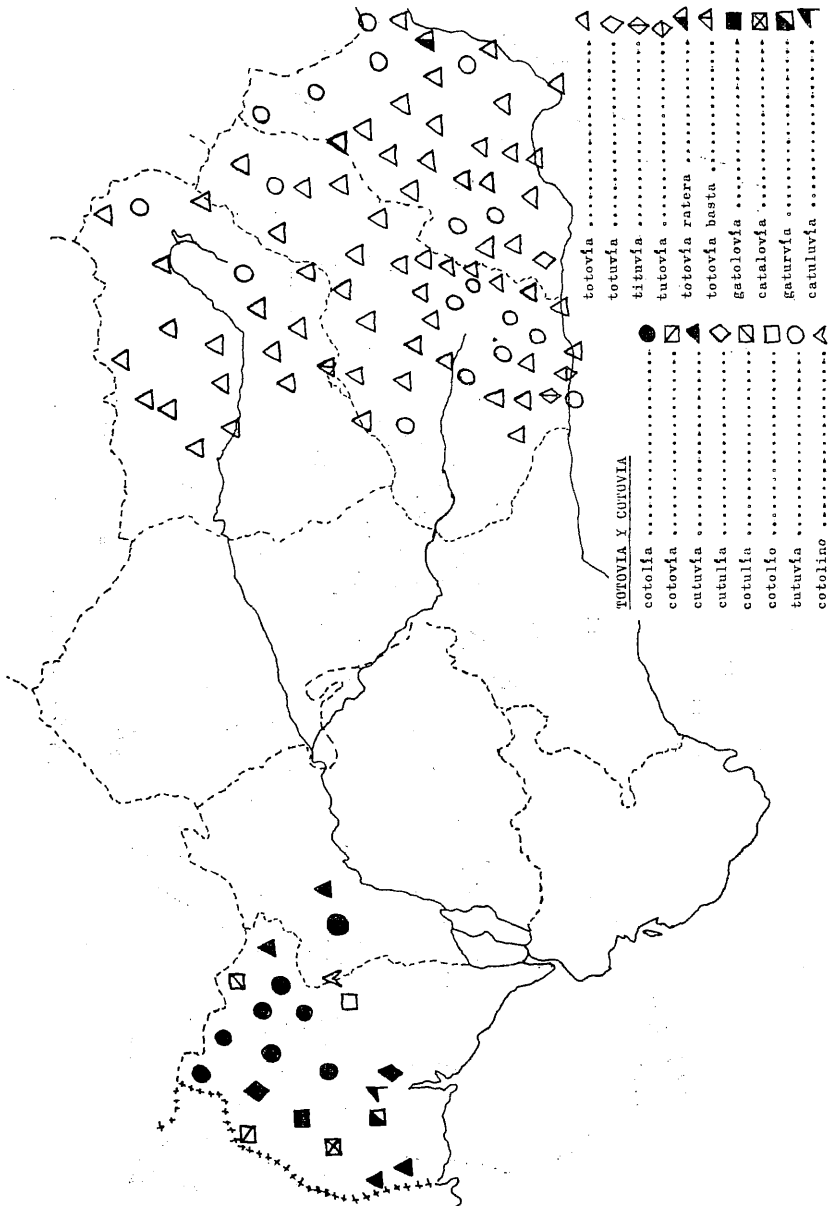 TOTOVIA Y CUTUVIA
cotolía
cotovía
cutuvía
cutulía
cotulía
cotolío
tutuvía
cotolino
totovía
totuvía
tituvía
tutovía
totovía ratera
totovía basta
gatolovía
catalovía
gaturvía
catuluvía